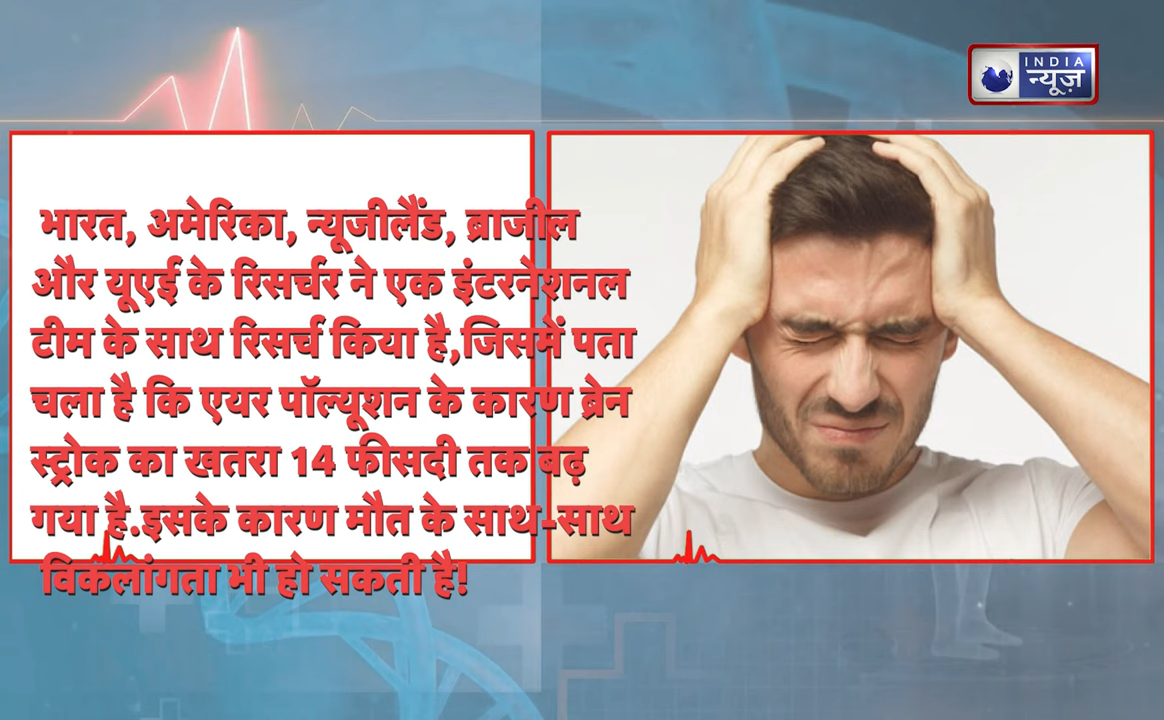 INDIA
न्यूज़
भारत, अमेरिका, न्यूजीलैंड, ब्राजील
और यूएई के रिसर्चर ने एक इंटरनैशनल
टीम के साथ रिसर्च किया है,जिसमें पता
चला है कि एयर पॉल्यूशन के कारण ब्रेन
स्ट्रोक का खतरा 14 फीसदी तक बढ़
गया है.इसके कारण मौत के साथ-साथ
विकलांगता भी हो सकती है!